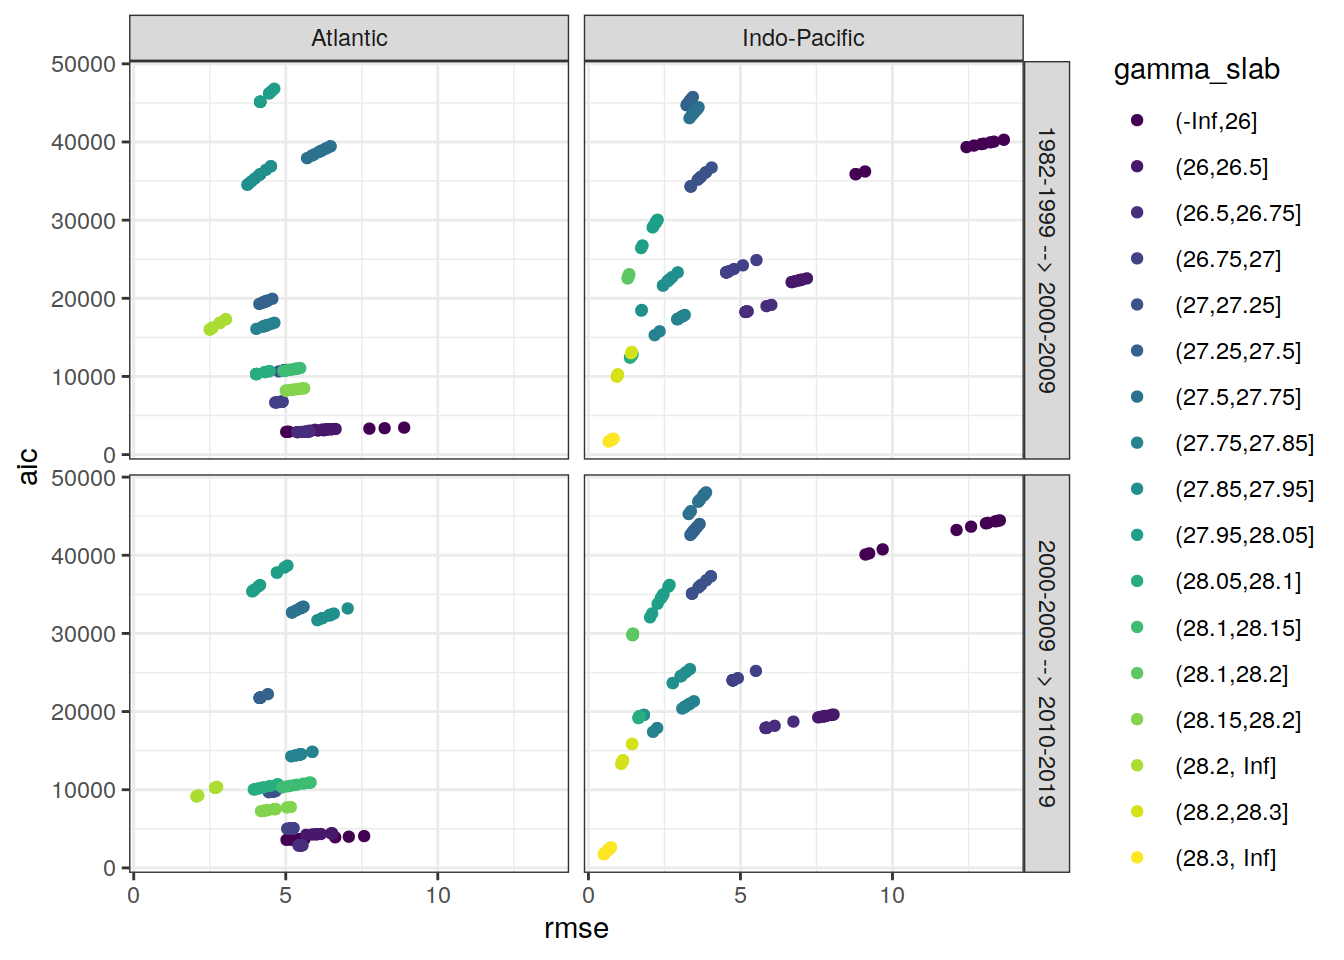 Atlantic
Indo-Pacific
50000
40000
30000
20000
10000
0
1982-1999 --> 2000-2009
aic
50000
40000
30000
20000
10000
0
2000-2009 --> 2010-2019
0 5 10
0 5 10
rmse
gamma_slab
(-Inf,26]
(26,26.5]
(26.5,26.75]
(26.75,27]
(27,27.25]
(27.25,27.5]
(27.5,27.75]
(27.75,27.85]
(27.85,27.95]
(27.95,28.05]
(28.05,28.1]
(28.1,28.15]
(28.1,28.2]
(28.15,28.2]
(28.2, Inf]
(28.2,28.3]
(28.3, Inf]